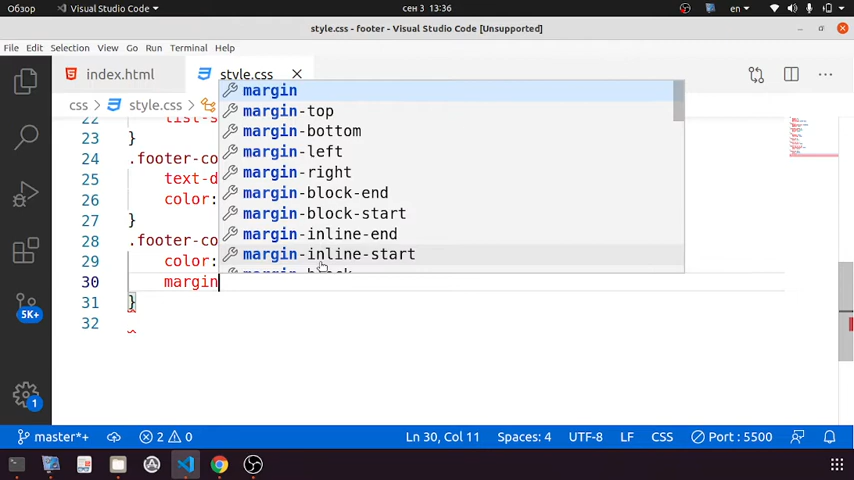 Обзор Visual Studio Code сен 3 13:36 en
style.css - footer - Visual Studio Code [Unsupported]
File Edit Selection View Go Run Terminal Help
index.html style.css
css style.css
margin
margin-top
margin-bottom
margin-left
margin-right
margin-block-end
margin-block-start
margin-inline-end
margin-inline-start
margin-block
22 list-s
23 }
24 .footer-co
25 text-d
26 color:
27 }
28 .footer-co
29 color:
30 margin
31 }
32
5K+
1
master*+ 2 0 Ln 30, Col 11 Spaces: 4 UTF-8 LF CSS Port : 5500